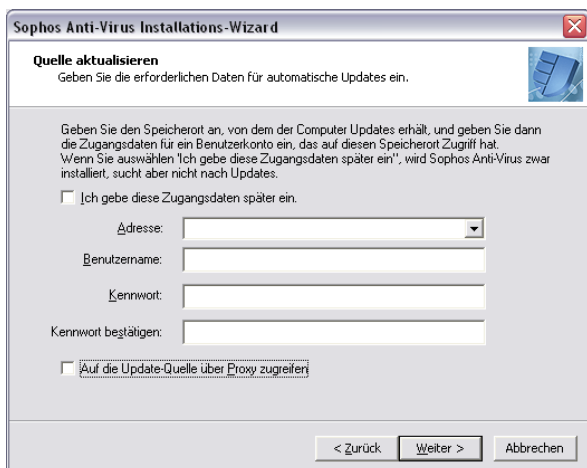 Sophos Anti-Virus Installations-Wizard
Quelle aktualisieren
Geben Sie die erforderlichen Daten für automatische Updates ein.
Geben Sie den Speicherort an, von dem der Computer Updates erhält, und geben Sie dann
die Zugangsdaten für ein Benutzerkonto ein, das auf diesen Speicherort Zugriff hat.
Wenn Sie auswählen 'Ich gebe diese Zugangsdaten später ein", wird Sophos Anti-Virus zwar
installiert, sucht aber nicht nach Updates.
Ich gebe diese Zugangsdaten später ein.
Adresse:
Benutzername:
Kennwort:
Kennwort bestätigen:
Auf die Update-Quelle über Proxy zugreifen
< Zurück Weiter > Abbrechen